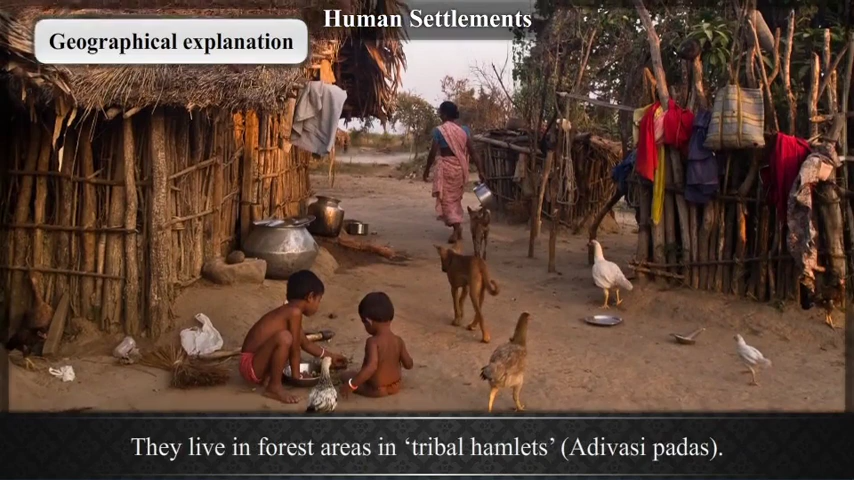 Human Settlements
Geographical explanation
They live in forest areas in ‘tribal hamlets’ (Adivasi padas).